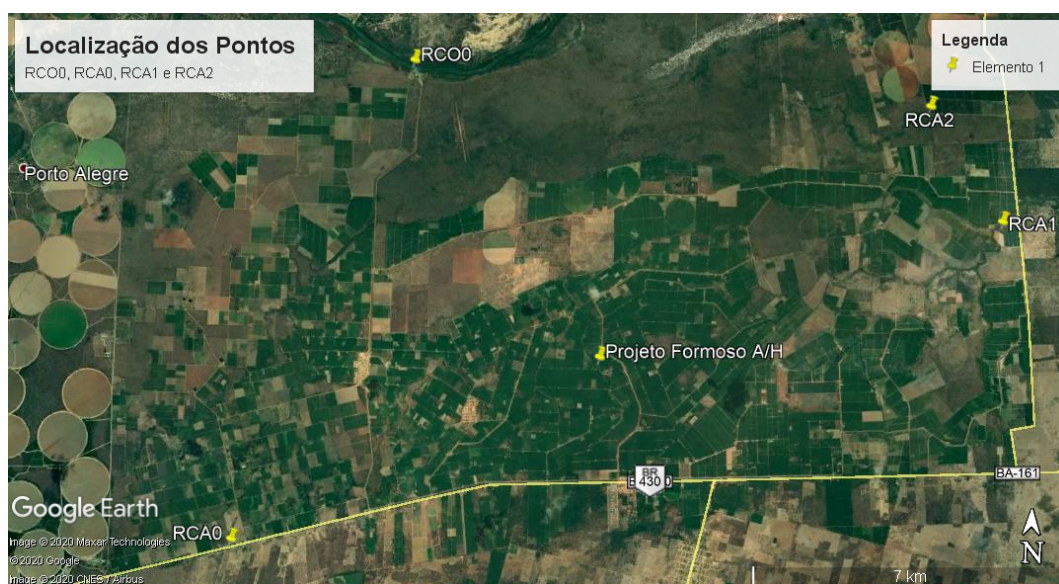 Localização dos Pontos
RCO0, RCA0, RCA1 e RCA2
RCO0
Legenda
Elemento 1
RCA2
Porto Alegre
RCA1
Projeto Formoso A/H
BR
430
BA-161
Google Earth
RCA0
Image © 2020 Maxar Technologies
© 2020 Google
Image © 2020 CNES / Airbus
N
7 km